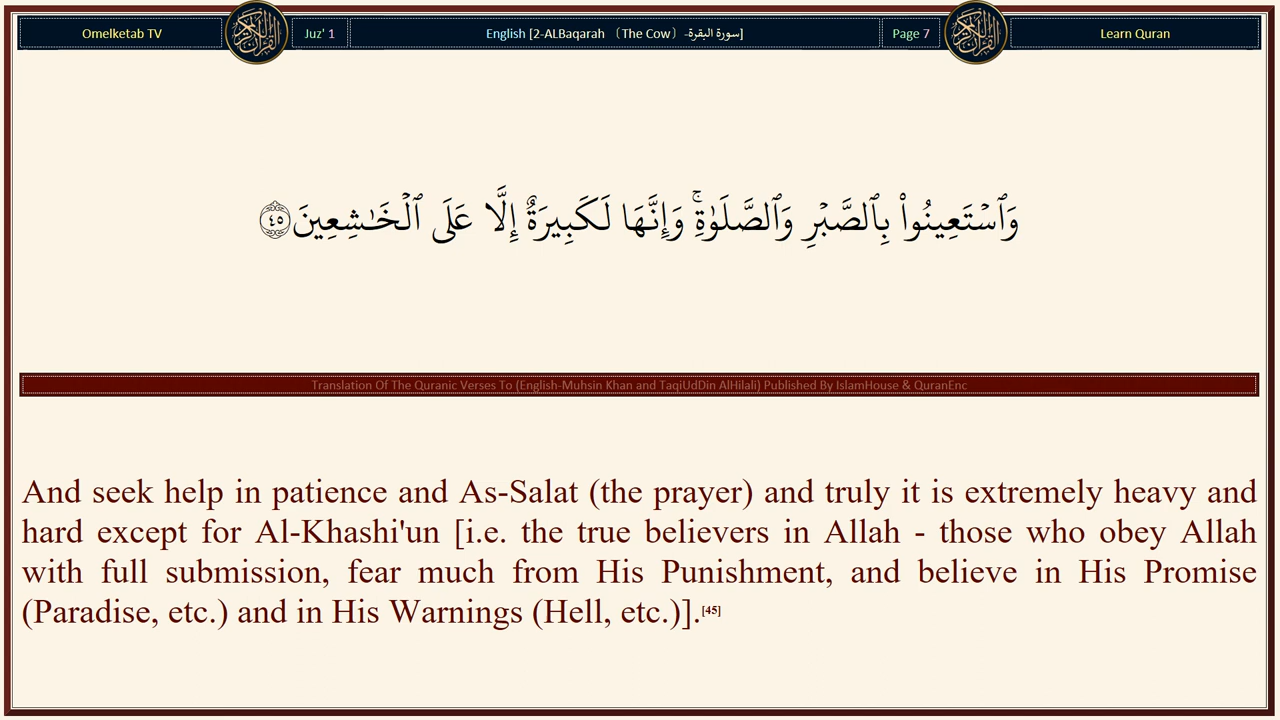 Omelketab TV
Juz' 1
English [2-ALBaqarah （The Cow） -سورة البقرة]
Page 7
Learn Quran
وَٱسۡتَعِينُواْ بِٱلصَّبۡرِ وَٱلصَّلَوٰةِۚ وَإِنَّهَا لَكَبِيرَةٌ إِلَّا عَلَى ٱلۡخَٰشِعِينَ ٤٥
Translation Of The Quranic Verses To (English-Muhsin Khan and TaqiUdDin AlHilali) Published By IslamHouse & QuranEnc
And seek help in patience and As-Salat (the prayer) and truly it is extremely heavy and
hard except for Al-Khashi'un [i.e. the true believers in Allah - those who obey Allah
with full submission, fear much from His Punishment, and believe in His Promise
(Paradise, etc.) and in His Warnings (Hell, etc.)].[45]